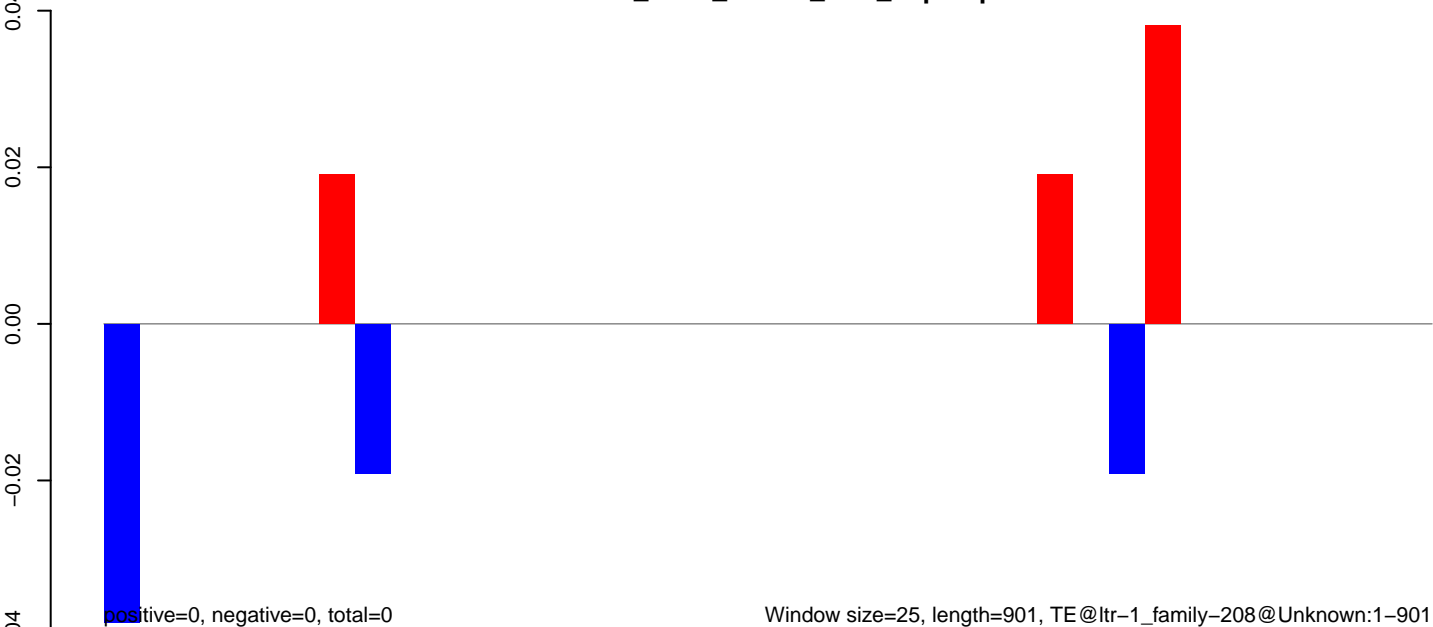 0.02
0.00
−0.02
positive=0, negative=0, total=0
Window size=25, length=901, TE@ltr−1_family−208@Unknown:1−901